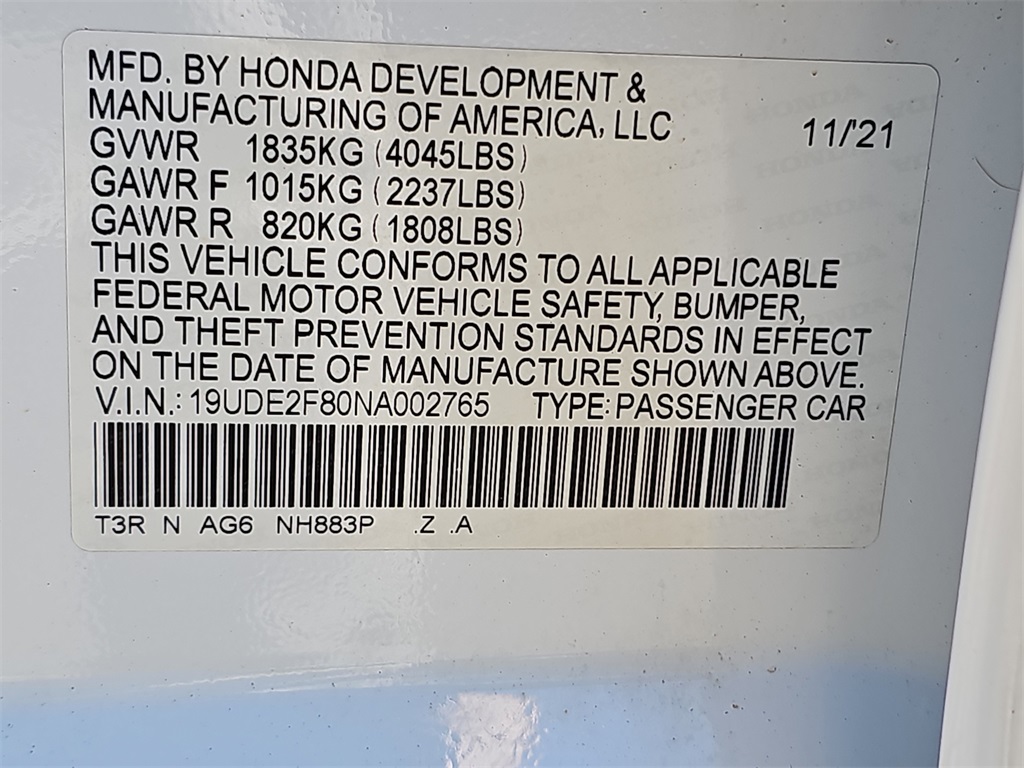 MFD. BY HONDA DEVELOPMENT &
MANUFACTURING OF AMERICA, LLC
11/'21
GVWR 1835KG (4045LBS)
GAWR F 1015KG (2237LBS)
GAWR R 820KG (1808LBS)
THIS VEHICLE CONFORMS TO ALL APPLICABLE
FEDERAL MOTOR VEHICLE SAFETY, BUMPER,
AND THEFT PREVENTION STANDARDS IN EFFECT
ON THE DATE OF MANUFACTURE SHOWN ABOVE.
V.I.N.: 19UDE2F80NA002765 TYPE: PASSENGER CAR
T3R N AG6 NH883P .Z .A